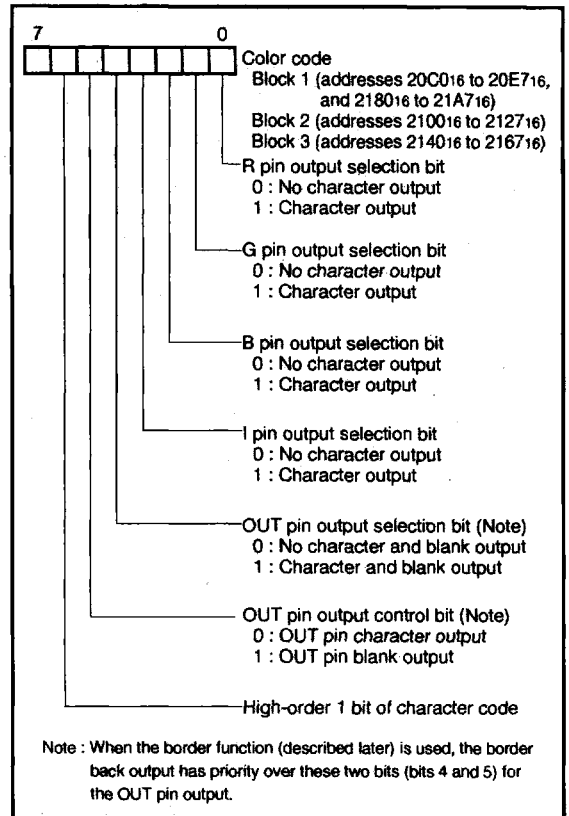 7 0
Color code
Block 1 (addresses 20C016 to 20E716,
and 218016 to 21A716)
Block 2 (addresses 210016 to 212716)
Block 3 (addresses 214016 to 216716)
R pin output selection bit
0 : No character output
1 : Character output
G pin output selection bit
0 : No character output
1 : Character output
B pin output selection bit
0 : No character output
1 : Character output
I pin output selection bit
0 : No character output
1 : Character output
OUT pin output selection bit (Note)
0 : No character and blank output
1 : Character and blank output
OUT pin output control bit (Note)
0 : OUT pin character output
1 : OUT pin blank output
High-order 1 bit of character code
Note : When the border function (described later) is used, the border
back output has priority over these two bits (bits 4 and 5) for
the OUT pin output.